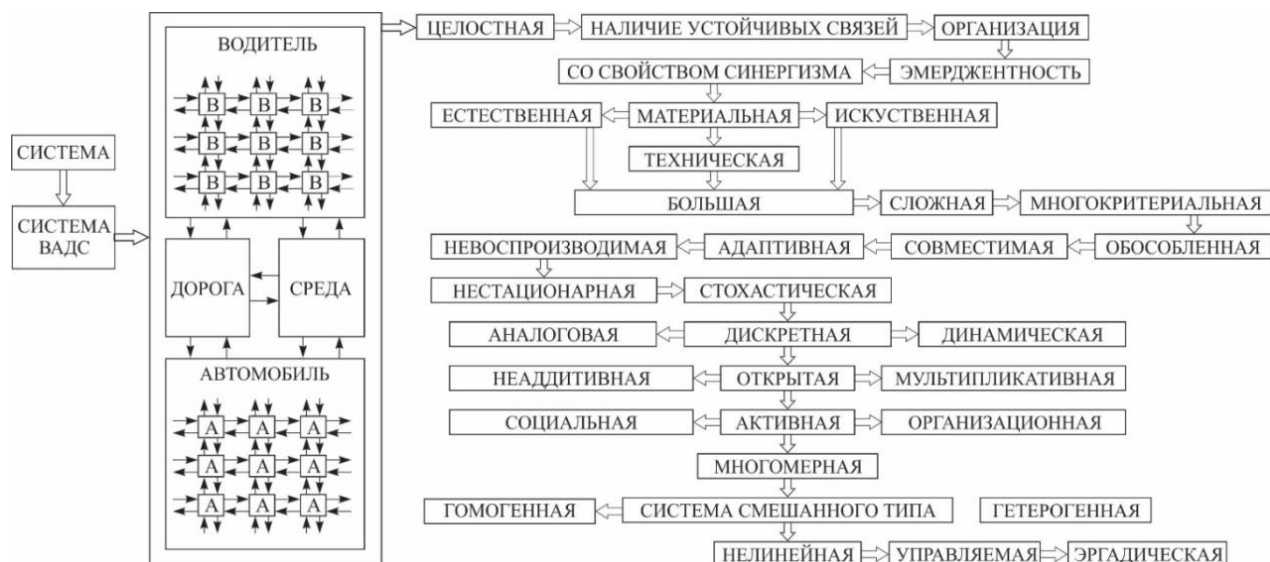 СИСТЕМА
СИСТЕМА
ВАДС
ВОДИТЕЛЬ
В В В
В В В
В В В
ДОРОГА
СРЕДА
АВТОМОБИЛЬ
А А А
А А А
А А А
ЦЕЛОСТНАЯ
НАЛИЧИЕ УСТОЙЧИВЫХ СВЯЗЕЙ
ОРГАНИЗАЦИЯ
СО СВОЙСТВОМ СИНЕРГИЗМА
ЭМЕРДЖЕНТНОСТЬ
ЕСТЕСТВЕННАЯ
МАТЕРИАЛЬНАЯ
ИСКУСТВЕННАЯ
ТЕХНИЧЕСКАЯ
БОЛЬШАЯ
СЛОЖНАЯ
МНОГОКРИТЕРИАЛЬНАЯ
НЕВОСПРОИЗВОДИМАЯ
АДАПТИВНАЯ
СОВМЕСТИМАЯ
ОБОСОБЛЕННАЯ
НЕСТАЦИОНАРНАЯ
СТОХАСТИЧЕСКАЯ
АНАЛОГОВАЯ
ДИСКРЕТНАЯ
ДИНАМИЧЕСКАЯ
НЕАДДИТИВНАЯ
ОТКРЫТАЯ
МУЛЬТИПЛИКАТИВНАЯ
СОЦИАЛЬНАЯ
АКТИВНАЯ
ОРГАНИЗАЦИОННАЯ
МНОГОМЕРНАЯ
ГОМОГЕННАЯ
СИСТЕМА СМЕШАННОГО ТИПА
ГЕТЕРОГЕННАЯ
НЕЛИНЕЙНАЯ
УПРАВЛЯЕМАЯ
ЭРГАДИЧЕСКАЯ